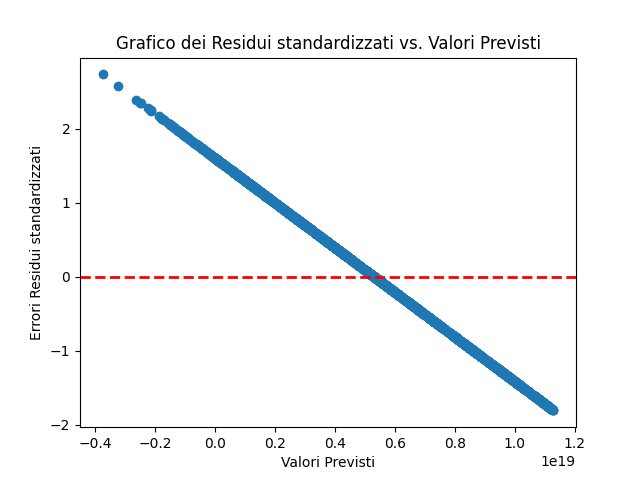 Grafico dei Residui standardizzati vs. Valori Previsti
Errori Residui standardizzati
2
1
0
−1
−2
−0.4 −0.2 0.0 0.2 0.4 0.6 0.8 1.0 1.2
1e19
Valori Previsti